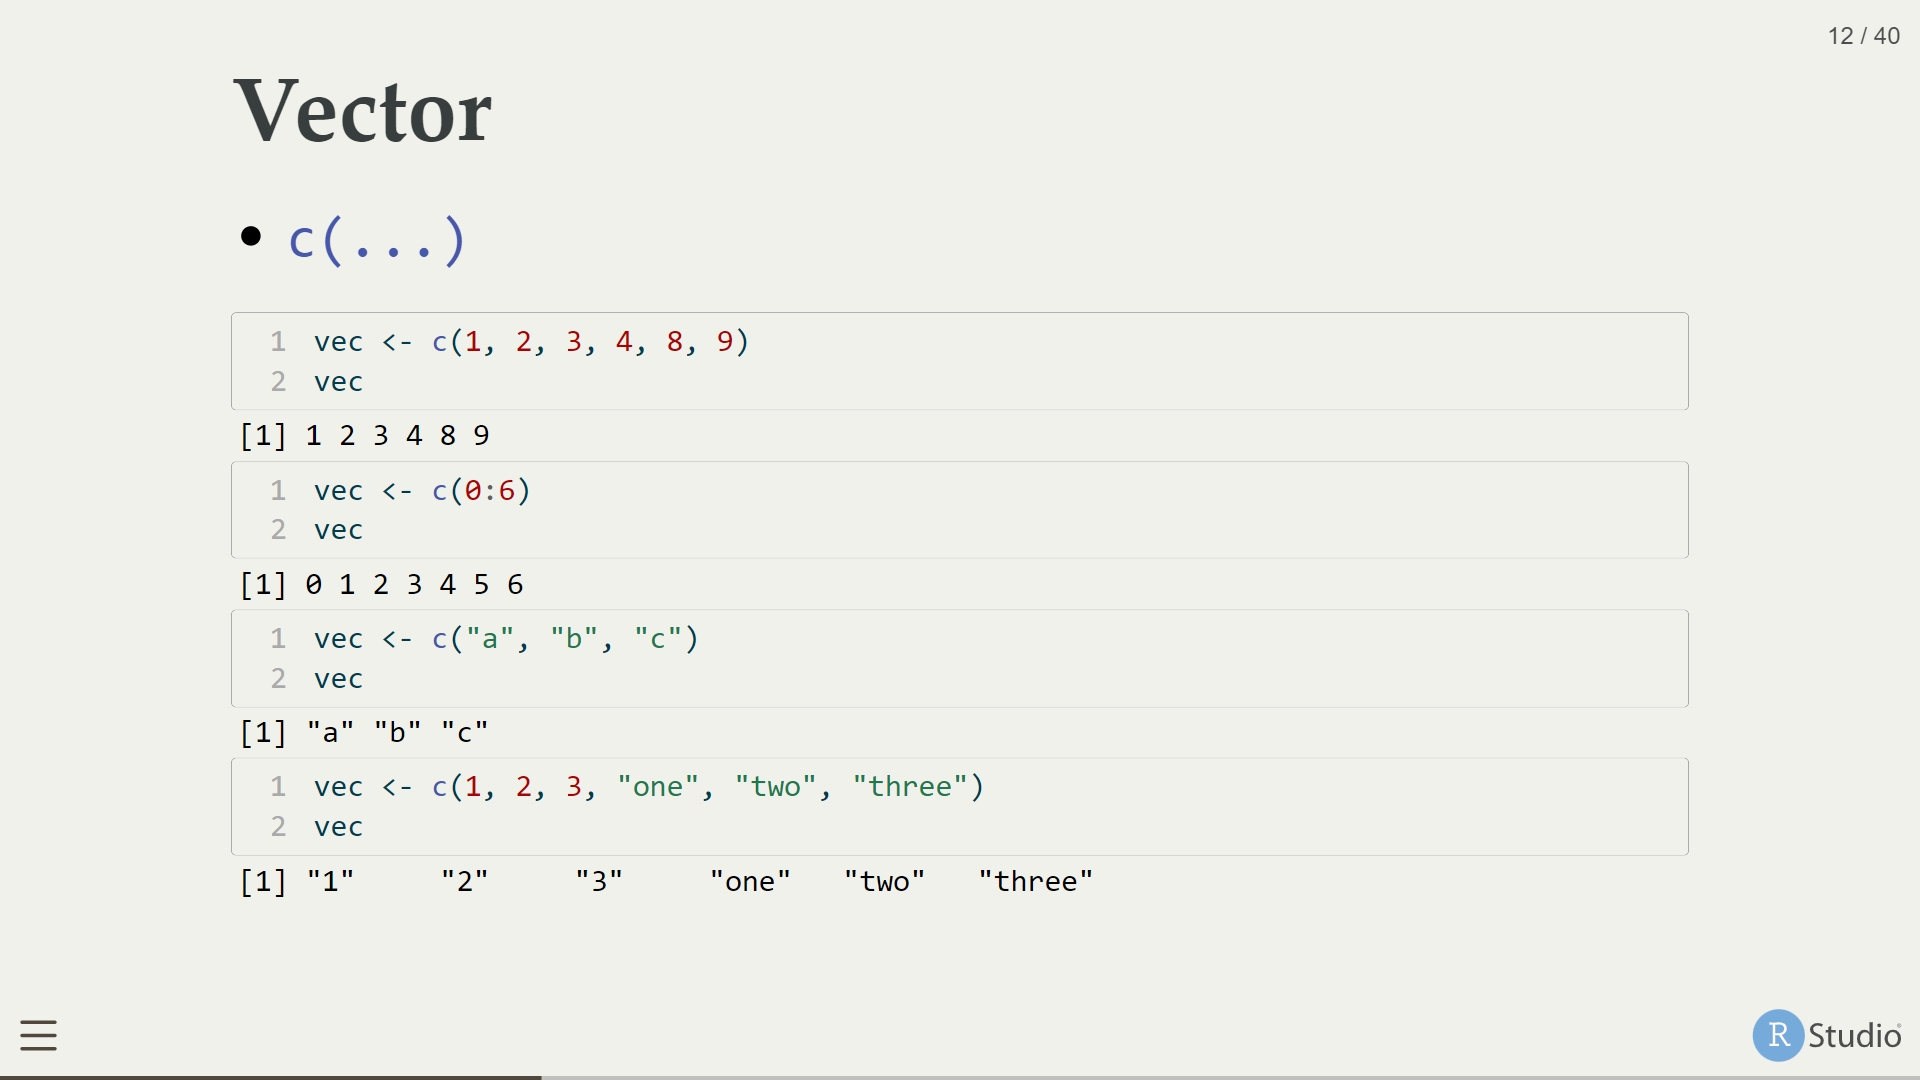 12 / 40
Vector
• c(...)
1 vec <- c(1, 2, 3, 4, 8, 9)
2 vec
[1] 1 2 3 4 8 9
1 vec <- c(0:6)
2 vec
[1] 0 1 2 3 4 5 6
1 vec <- c("a", "b", "c")
2 vec
[1] "a" "b" "c"
1 vec <- c(1, 2, 3, "one", "two", "three")
2 vec
[1] "1"     "2"     "3"     "one"   "two"   "three"
R Studio